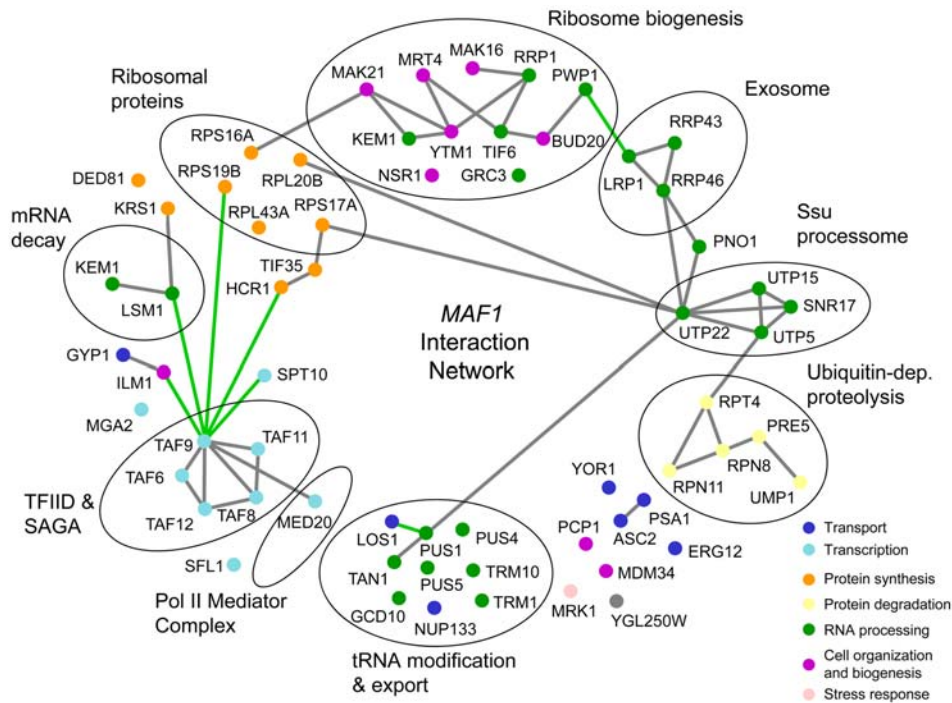 Ribosome biogenesis
MAK16
MRT4
RRP1
MAK21
PWP1
Ribosomal
proteins
Exosome
RPS16A
KEM1
YTM1
TIF6
BUD20
RRP43
RPS19B
RPL20B
NSR1
GRC3
LRP1
RRP46
DED81
KRS1
RPL43A
RPS17A
mRNA
decay
Ssu
processome
PNO1
KEM1
TIF35
UTP15
LSM1
HCR1
SNR17
MAF1
Interaction
Network
UTP22
UTP5
GYP1
ILM1
SPT10
Ubiquitin-dep.
proteolysis
MGA2
RPT4
TAF9
TAF11
PRE5
TAF6
YOR1
RPN8
RPN11
UMP1
TFIID &
SAGA
TAF12
TAF8
MED20
PSA1
LOS1
PUS1
PUS4
PCP1
ASC2
ERG12
SFL1
TAN1
PUS5
TRM10
MDM34
Pol II Mediator
Complex
GCD10
TRM1
MRK1
YGL250W
NUP133
tRNA modification
& export
Transport
Transcription
Protein synthesis
Protein degradation
RNA processing
Cell organization
and biogenesis
Stress response